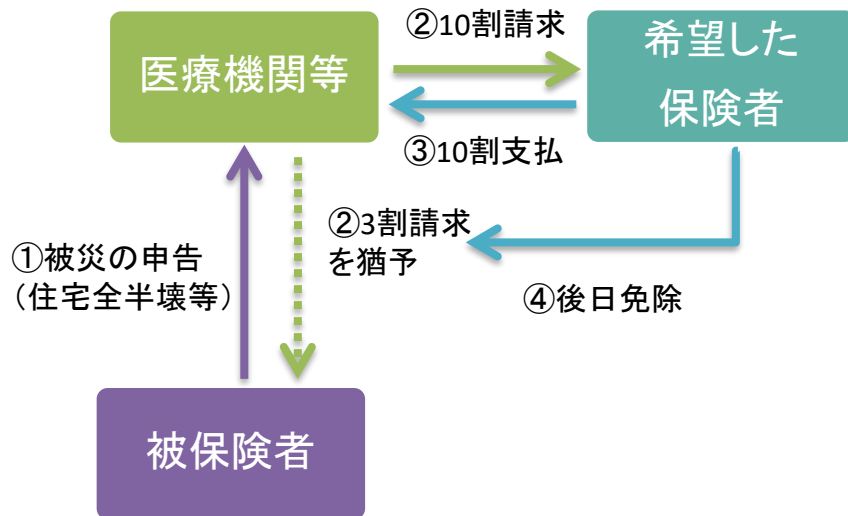 医療機関等
②10割請求
希望した
保険者
③10割支払
①被災の申告
（住宅全半壊等）
②3割請求
を猶予
④後日免除
被保険者